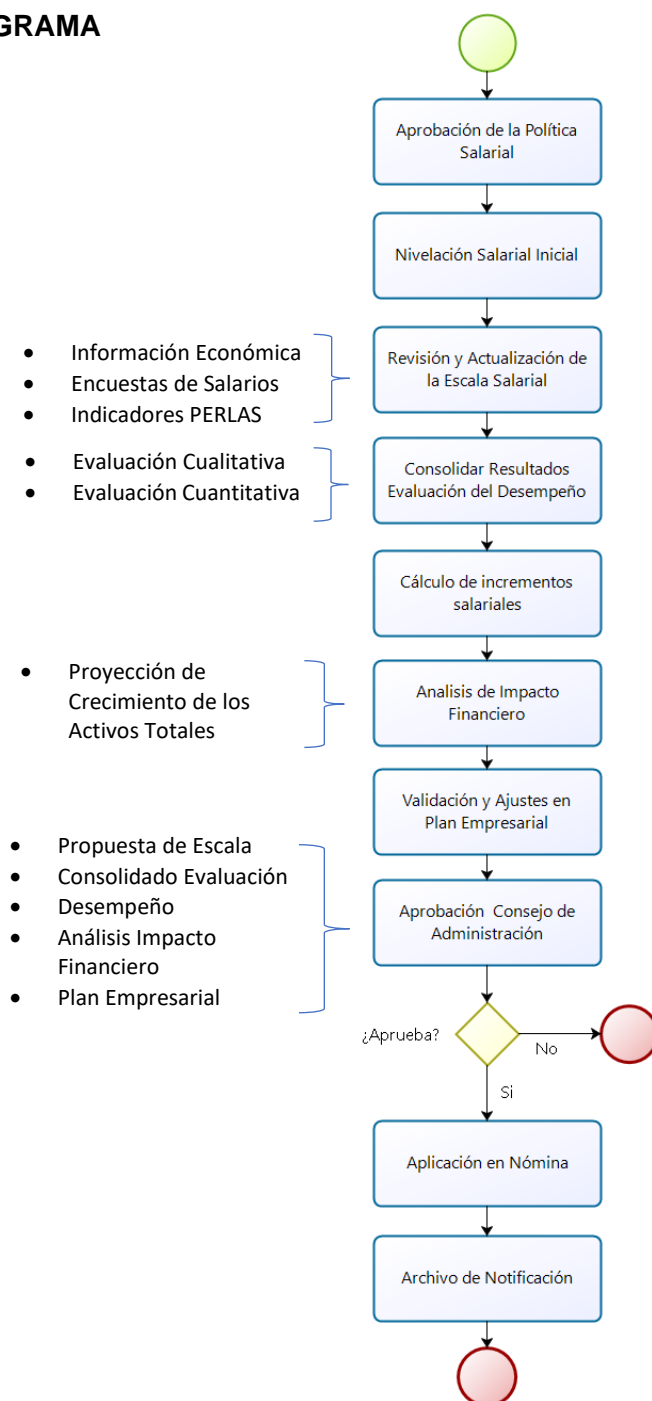 GRAMA
Aprobación de la Política
Salarial
Nivelación Salarial Inicial
• Información Económica
• Encuestas de Salarios
• Indicadores PERLAS
Revisión y Actualización de
la Escala Salarial
• Evaluación Cualitativa
• Evaluación Cuantitativa
Consolidar Resultados
Evaluación del Desempeño
Cálculo de incrementos
salariales
• Proyección de
Crecimiento de los
Activos Totales
Analisis de Impacto
Financiero
Validación y Ajustes en
Plan Empresarial
• Propuesta de Escala
• Consolidado Evaluación
• Desempeño
• Análisis Impacto
Financiero
• Plan Empresarial
Aprobación Consejo de
Administración
¿Aprueba?
No
Si
Aplicación en Nómina
Archivo de Notificación